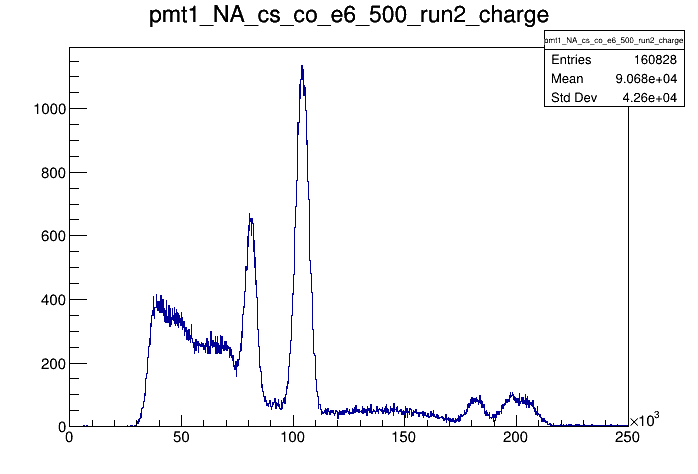 pmt1_NA_cs_co_e6_500_run2_charge
pmt1_NA_cs_co_e6_500_run2_charge
Entries 160828
Mean 9.068e+04
Std Dev 4.26e+04
1000
800
600
400
200
0
0 50 100 150 200 250
×10³